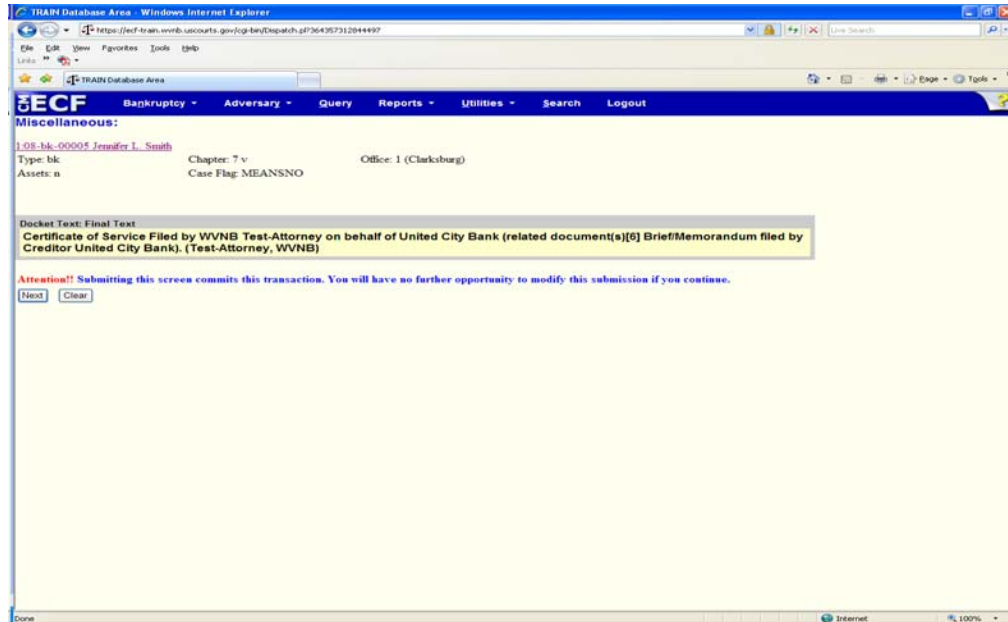 TRAIN Database Area - Windows Internet Explorer
https://ecf-train.wvnb.uscourts.gov/cgi-bin/Dispatch.pl?364357312844497
Live Search
File Edit View Favorites Tools Help
Links »
TRAIN Database Area
Page Tools
CM ECF Bankruptcy Adversary Query Reports Utilities Search Logout ?
Miscellaneous:
1:08-bk-00005 Jennifer L. Smith
Type: bk Chapter: 7 v Office: 1 (Clarksburg)
Assets: n Case Flag: MEANSNO
Docket Text: Final Text
Certificate of Service Filed by WVNB Test-Attorney on behalf of United City Bank (related document(s)[6] Brief/Memorandum filed by
Creditor United City Bank). (Test-Attorney, WVNB)
Attention!! Submitting this screen commits this transaction. You will have no further opportunity to modify this submission if you continue.
Next Clear
Done Internet 100%